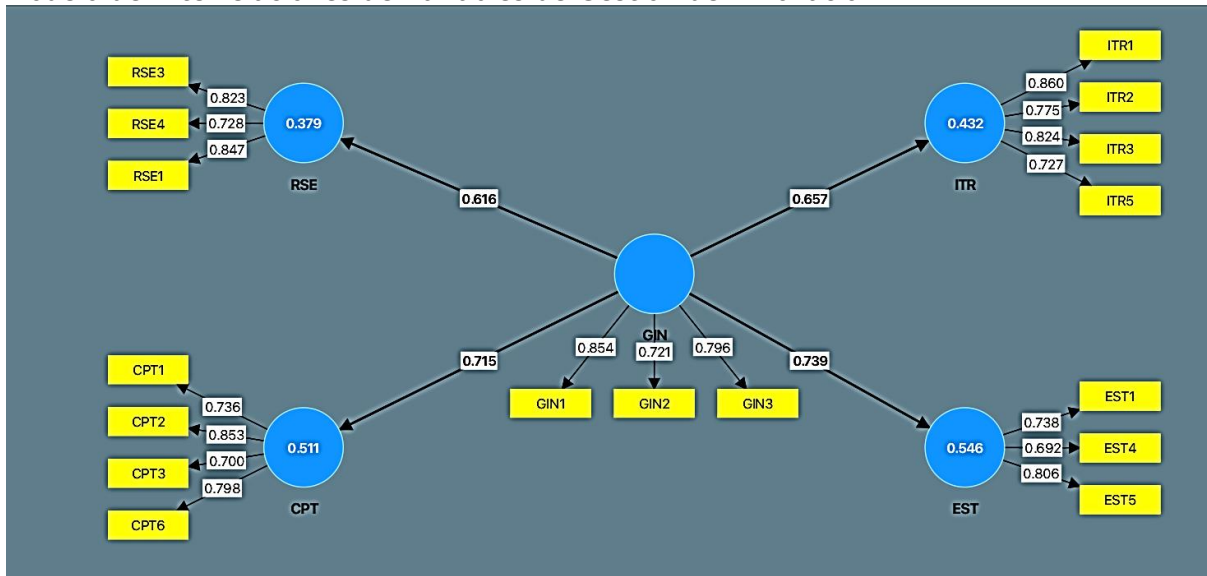 RSE3
RSE4
RSE1
0.823
0.728
0.847
0.379
RSE
ITR1
ITR2
ITR3
ITR5
0.860
0.775
0.824
0.727
0.432
ITR
0.616
0.657
GIN
0.854
0.721
0.796
GIN1
GIN2
GIN3
0.715
0.739
CPT1
CPT2
CPT3
CPT6
0.736
0.853
0.700
0.798
0.511
CPT
EST1
EST4
EST5
0.738
0.692
0.806
0.546
EST